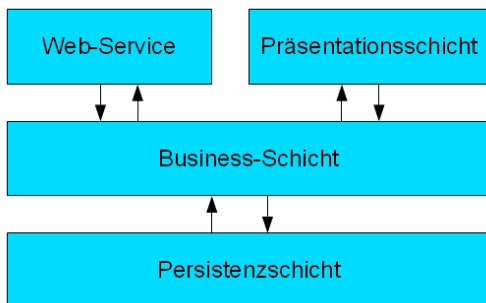 Web-Service
Präsentationsschicht
Business-Schicht
Persistenzschicht